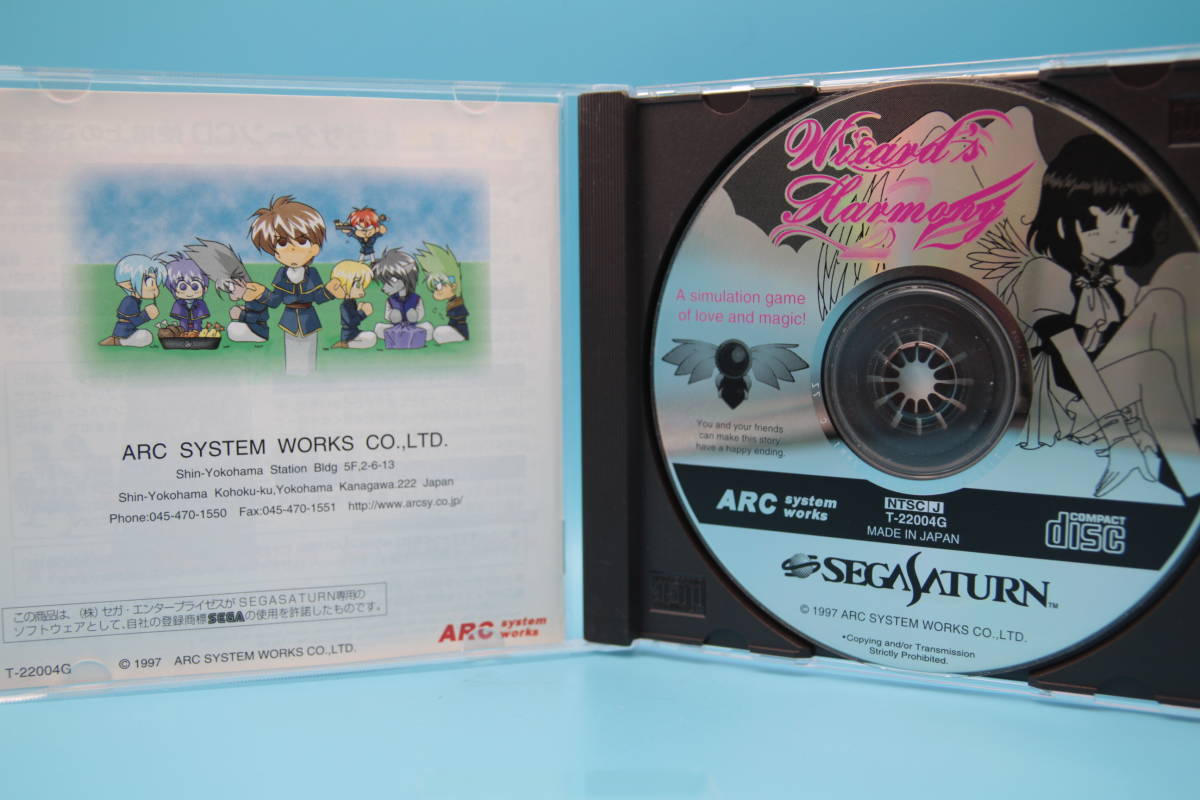 ARC SYSTEM WORKS CO.,LTD.
Shin-Yokohama Station Bldg 5F,2-6-13
Shin-Yokohama Kohoku-ku,Yokohama Kanagawa.222 Japan
Phone:045-470-1550 Fax:045-470-1551 http://www.arcsy.co.jp/
この商品は、(株)セガ・エンタープライゼスがSEGASATURN専用の
ソフトウェアとして、自社の登録商標SEGAの使用を許諾したものです。
ARC system works
T-22004G © 1997 ARC SYSTEM WORKS CO.,LTD.
Wizard's
Harmony
2
A simulation game
of love and magic!
You and your friends
can make this story
have a happy ending.
ARC system works
NTSC J
T-22004G
MADE IN JAPAN
COMPACT
disc
SEGA SATURN™
© 1997 ARC SYSTEM WORKS CO.,LTD.
•Copying and/or Transmission
Strictly Prohibited.